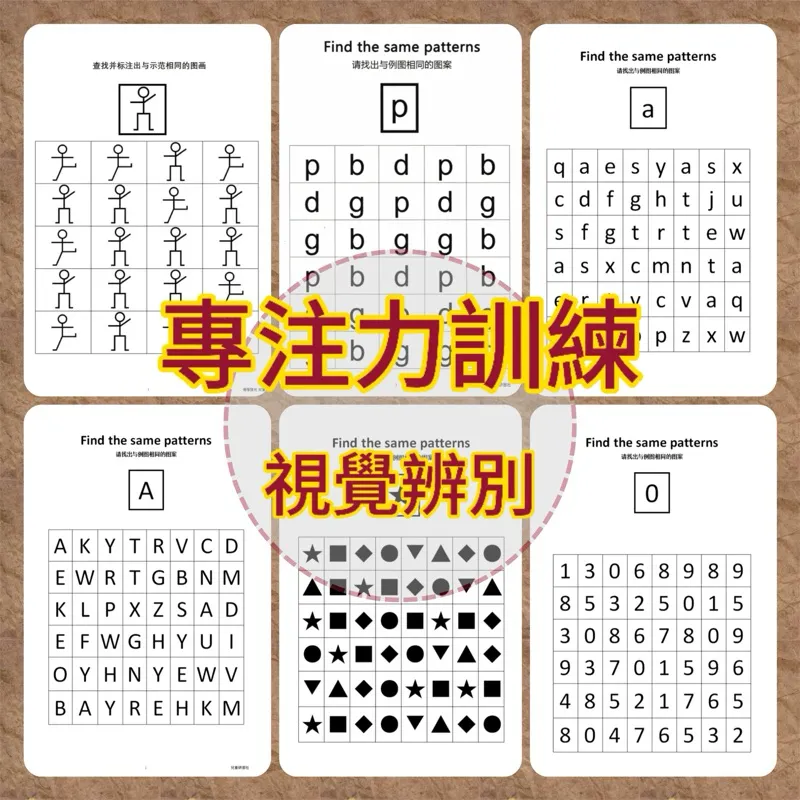 查找并标注出与示范相同的图画
Find the same patterns
请找出与例图相同的图案
p
p b d p b
d g p d g
g b g g b
p b d p b
g
b g g
Find the same patterns
请找出与例图相同的图案
a
q a e s y a s x
c d f g h t j u
s f g t r t e w
a s x c m n t a
v c v a q
p z x w
專注力訓練
視覺辨別
Find the same patterns
请找出与例图相同的图案
A
A K Y T R V C D
E W R T G B N M
K L P X Z S A D
E F W G H Y U I
O Y H N Y E W V
B A Y R E H K M
Find the same patterns
Find the same patterns
请找出与例图相同的图案
0
1 3 0 6 8 9 8 9
8 5 3 2 5 0 1 5
3 0 8 6 7 8 0 9
9 3 7 0 1 5 9 6
4 8 5 2 1 7 6 5
8 0 4 7 6 5 3 2